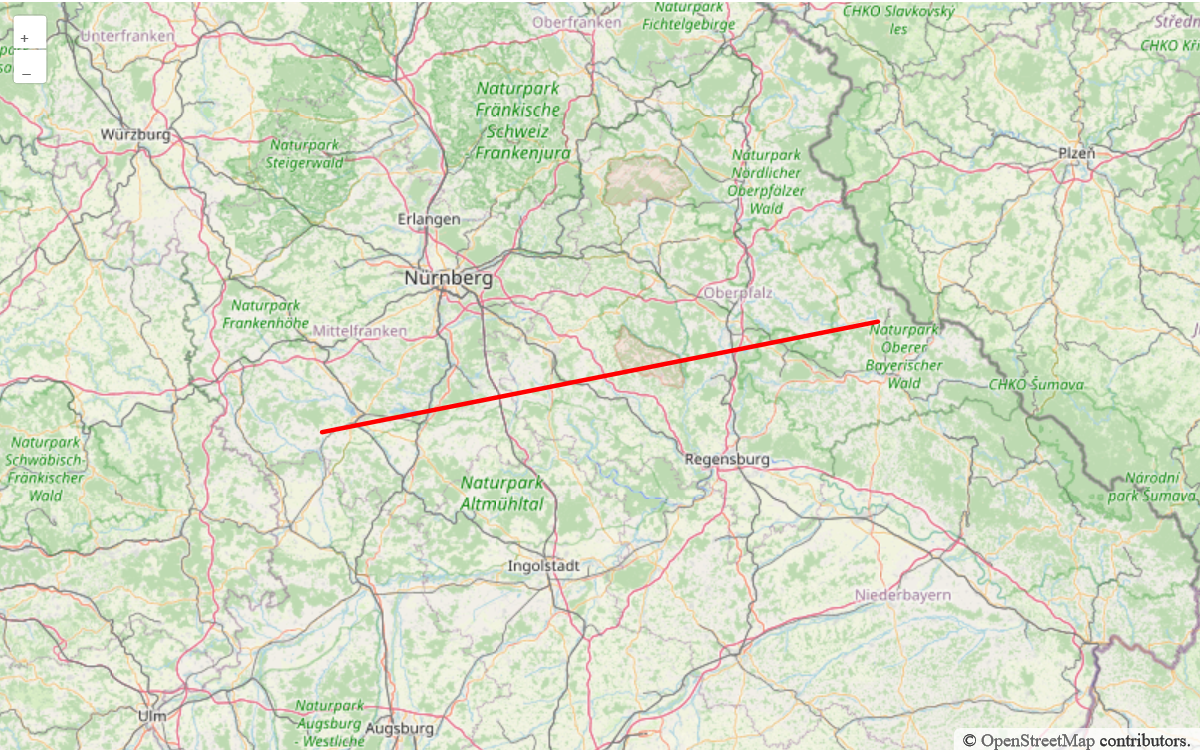 +
–
Unterfranken
Oberfranken
Naturpark
Fichtelgebirge
CHKO Slavkovský
les
CHKO
Naturpark
Fränkische
Schweiz
Frankenjura
Würzburg
Naturpark
Steigerwald
Naturpark
Nördlicher
Oberpfälzer
Wald
Plzeň
Erlangen
Nürnberg
Oberpfalz
Naturpark
Frankenhöhe
Mittelfranken
Naturpark
Oberer
Bayerischer
Wald
CHKO Šumava
Naturpark
Schwäbisch-
Fränkischer
Wald
Regensburg
Naturpark
Altmühltal
Národní
park Šumava
Ingolstadt
Niederbayern
Ulm
Naturpark
Augsburg
- Westliche
Augsburg
© OpenStreetMap contributors.